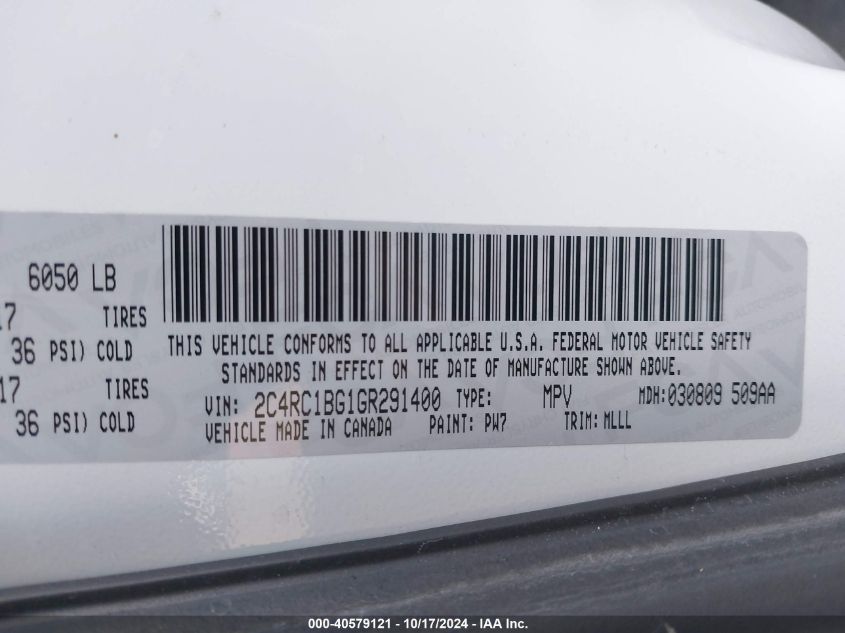 6050 LB
17 TIRES
36 PSI) COLD
17 TIRES
36 PSI) COLD
THIS VEHICLE CONFORMS TO ALL APPLICABLE U.S.A. FEDERAL MOTOR VEHICLE SAFETY
STANDARDS IN EFFECT ON THE DATE OF MANUFACTURE SHOWN ABOVE.
VIN: 2C4RC1BG1GR291400 TYPE: MPV MDH:030809 509AA
VEHICLE MADE IN CANADA PAINT: PW7 TRIM: MLLL
000-40579121 - 10/17/2024 - IAA Inc.